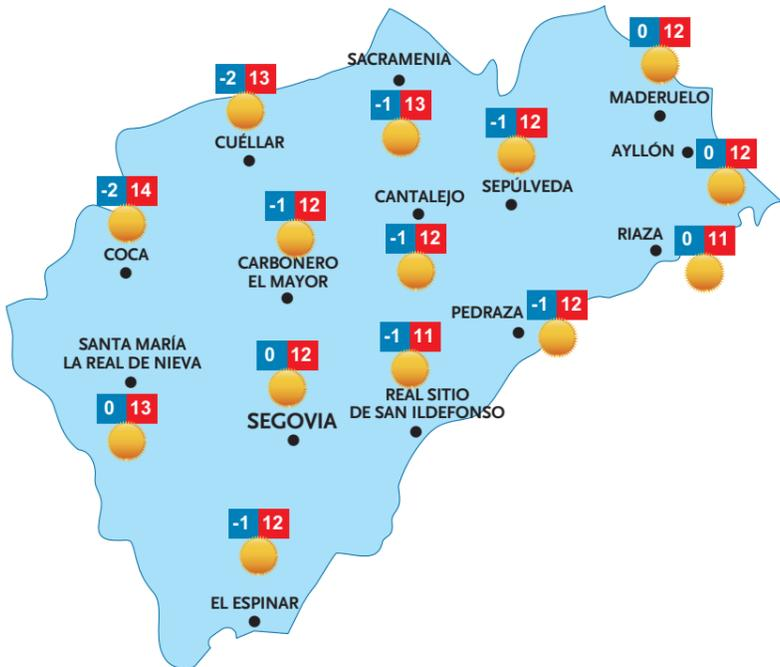 0 12
MADERUELO
SACRAMENIA
-1 13
-2 13
CUÉLLAR
-1 12
SEPÚLVEDA
AYLLÓN
0 12
-2 14
COCA
-1 12
CARBONERO
EL MAYOR
CANTALEJO
-1 12
RIAZA
0 11
PEDRAZA
-1 12
SANTA MARÍA
LA REAL DE NIEVA
0 13
0 12
SEGOVIA
-1 11
REAL SITIO
DE SAN ILDEFONSO
-1 12
EL ESPINAR